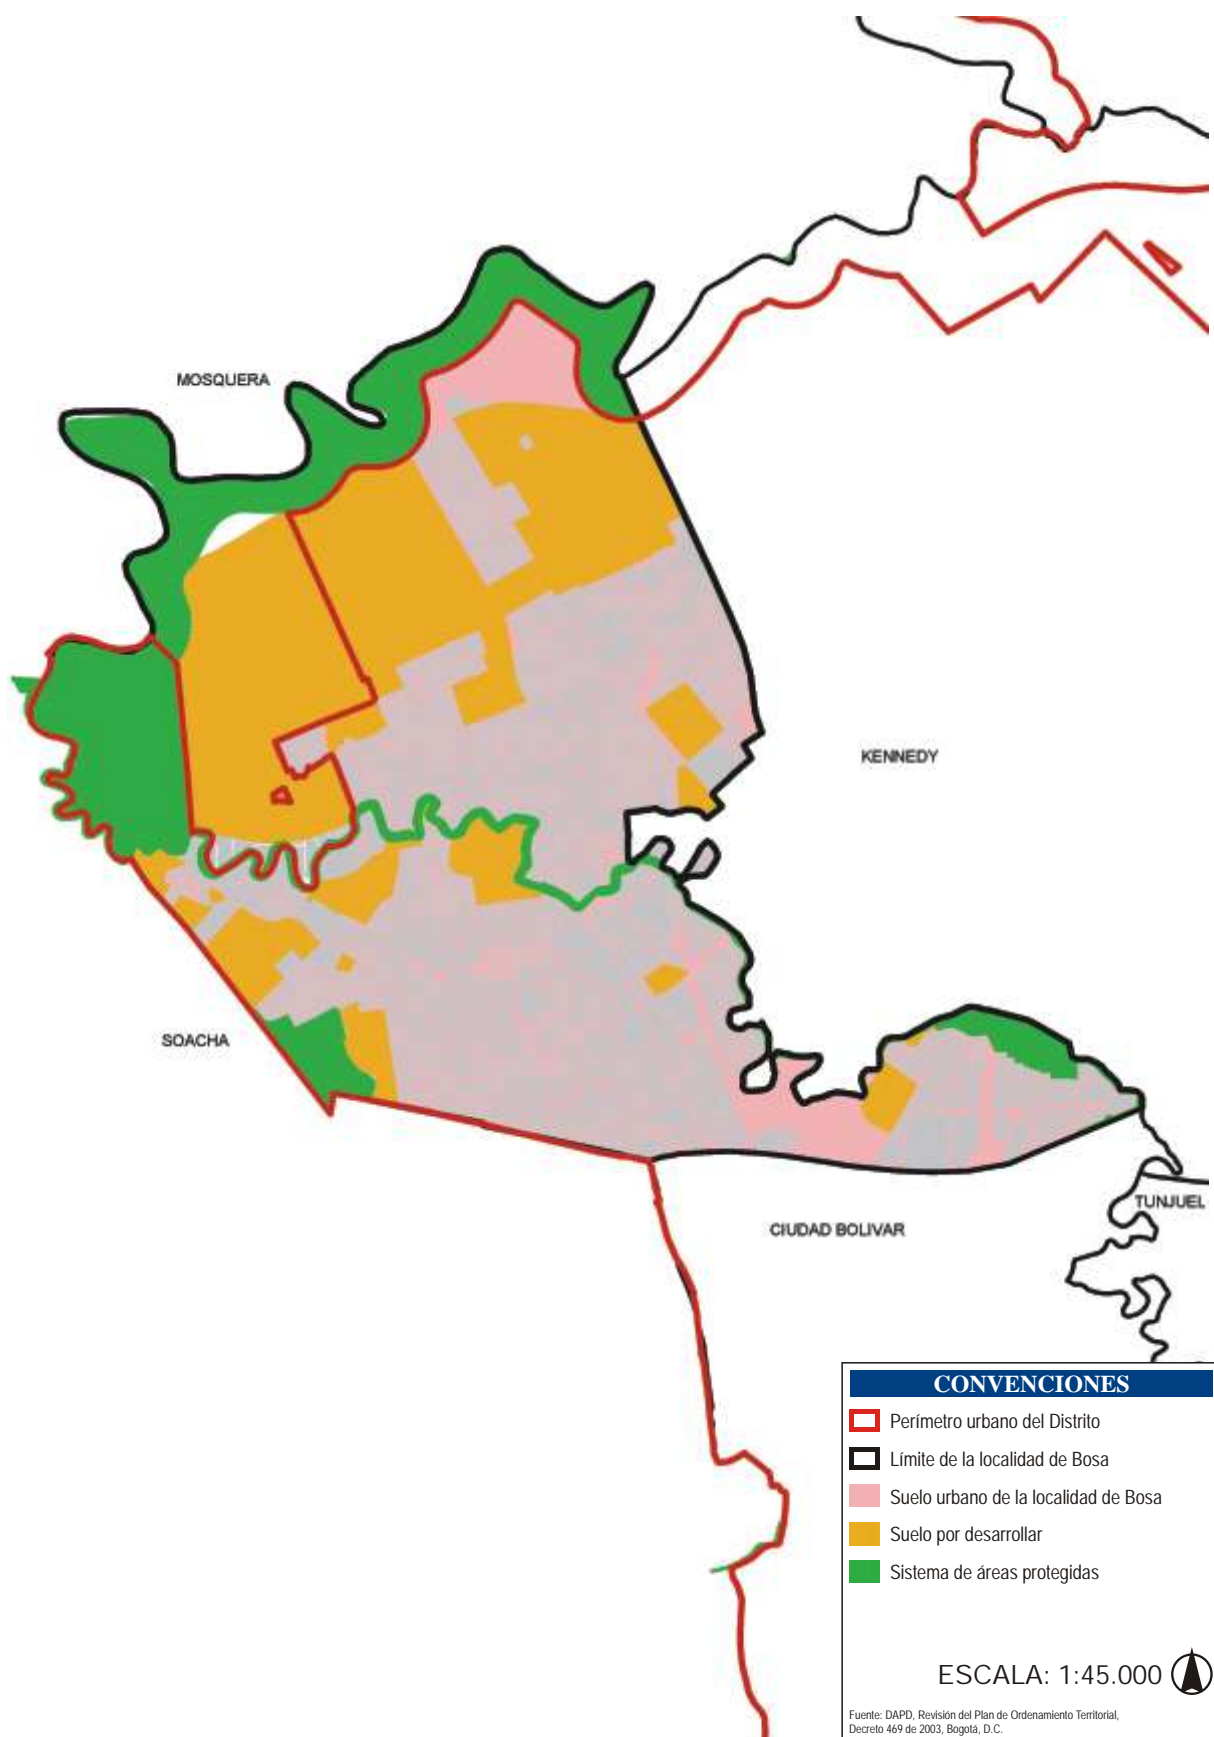 MOSQUERA
KENNEDY
SOACHA
TUNJUEL
CIUDAD BOLIVAR
CONVENCIONES
Perímetro urbano del Distrito
Límite de la localidad de Bosa
Suelo urbano de la localidad de Bosa
Suelo por desarrollar
Sistema de áreas protegidas
ESCALA: 1:45.000
Fuente: DAPD, Revisión del Plan de Ordenamiento Territorial,
Decreto 469 de 2003, Bogotá, D.C.